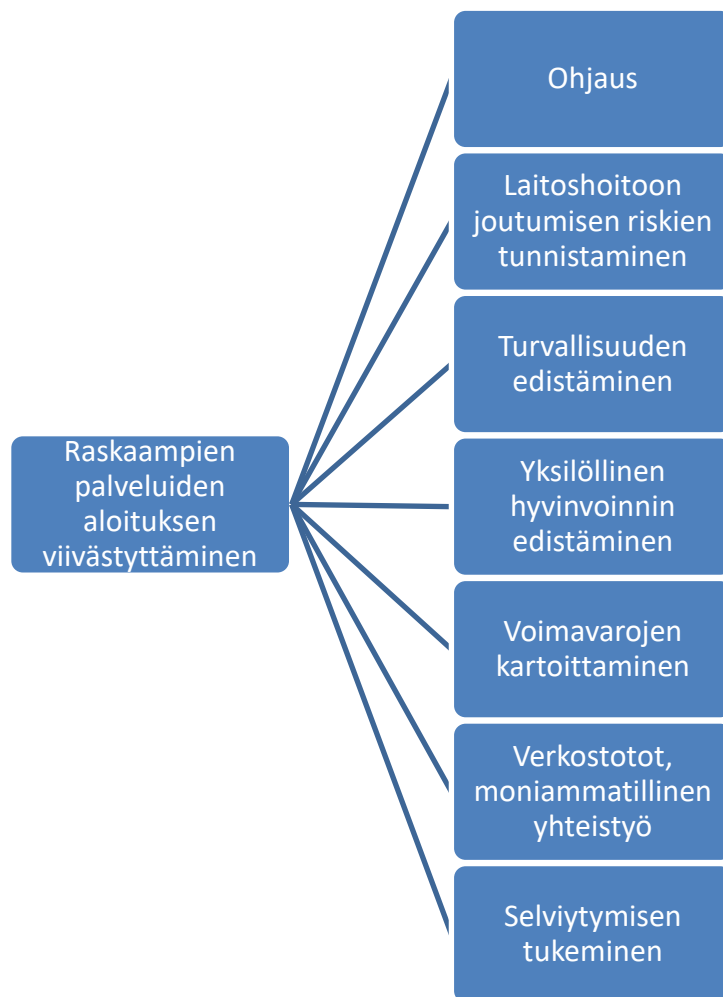 Ohjaus
Laitoshoitoon
joutumisen riskien
tunnistaminen
Turvallisuuden
edistäminen
Raskaampien
palveluiden
aloituksen
viivästyttäminen
Yksilöllinen
hyvinvoinnin
edistäminen
Voimavarojen
kartoittaminen
Verkostotot,
moniammatillinen
yhteistyö
Selviytymisen
tukeminen